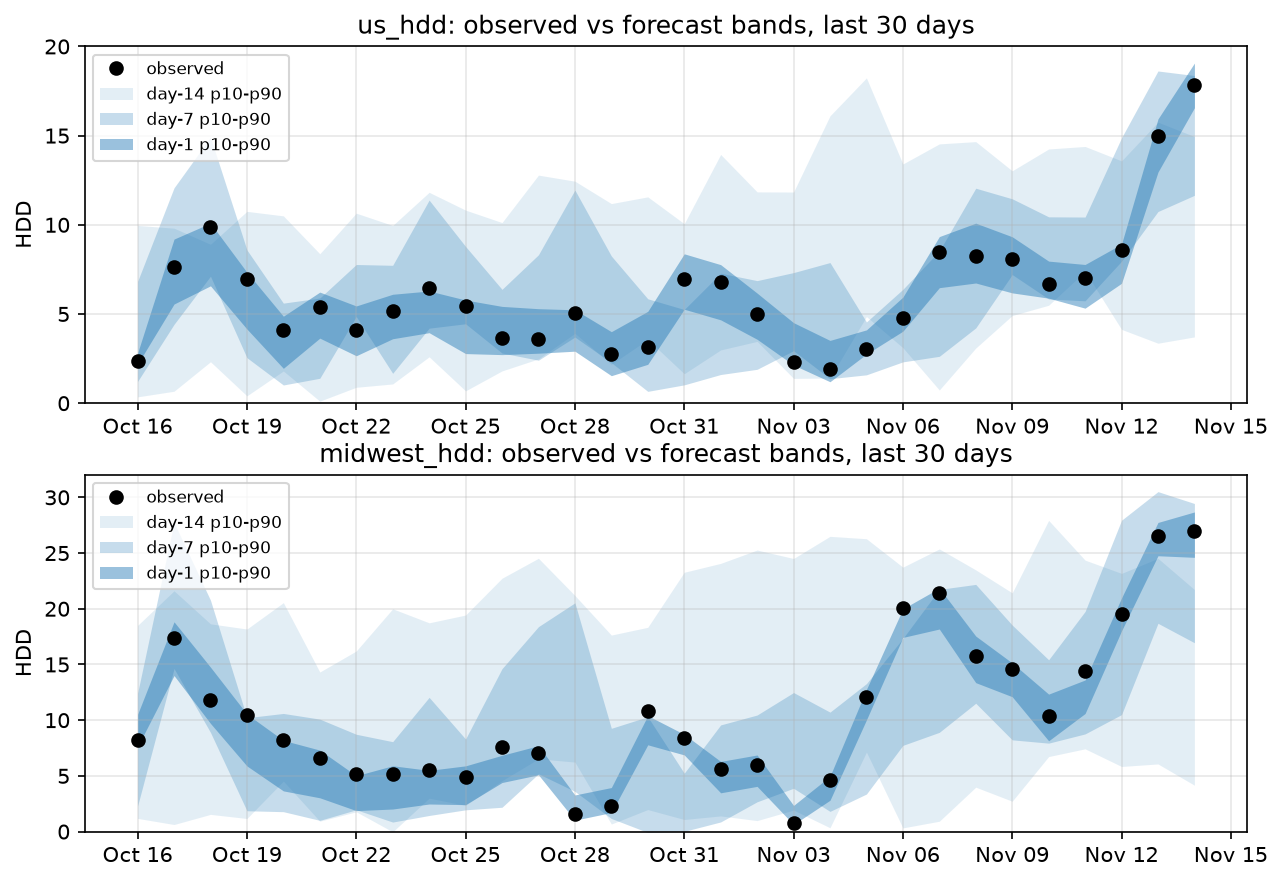 us_hdd: observed vs forecast bands, last 30 days
20
15
10
5
0
HDD
observed
day-14 p10-p90
day-7 p10-p90
day-1 p10-p90
Oct 16 Oct 19 Oct 22 Oct 25 Oct 28 Oct 31 Nov 03 Nov 06 Nov 09 Nov 12 Nov 15
midwest_hdd: observed vs forecast bands, last 30 days
30
25
20
15
10
5
0
HDD
observed
day-14 p10-p90
day-7 p10-p90
day-1 p10-p90
Oct 16 Oct 19 Oct 22 Oct 25 Oct 28 Oct 31 Nov 03 Nov 06 Nov 09 Nov 12 Nov 15